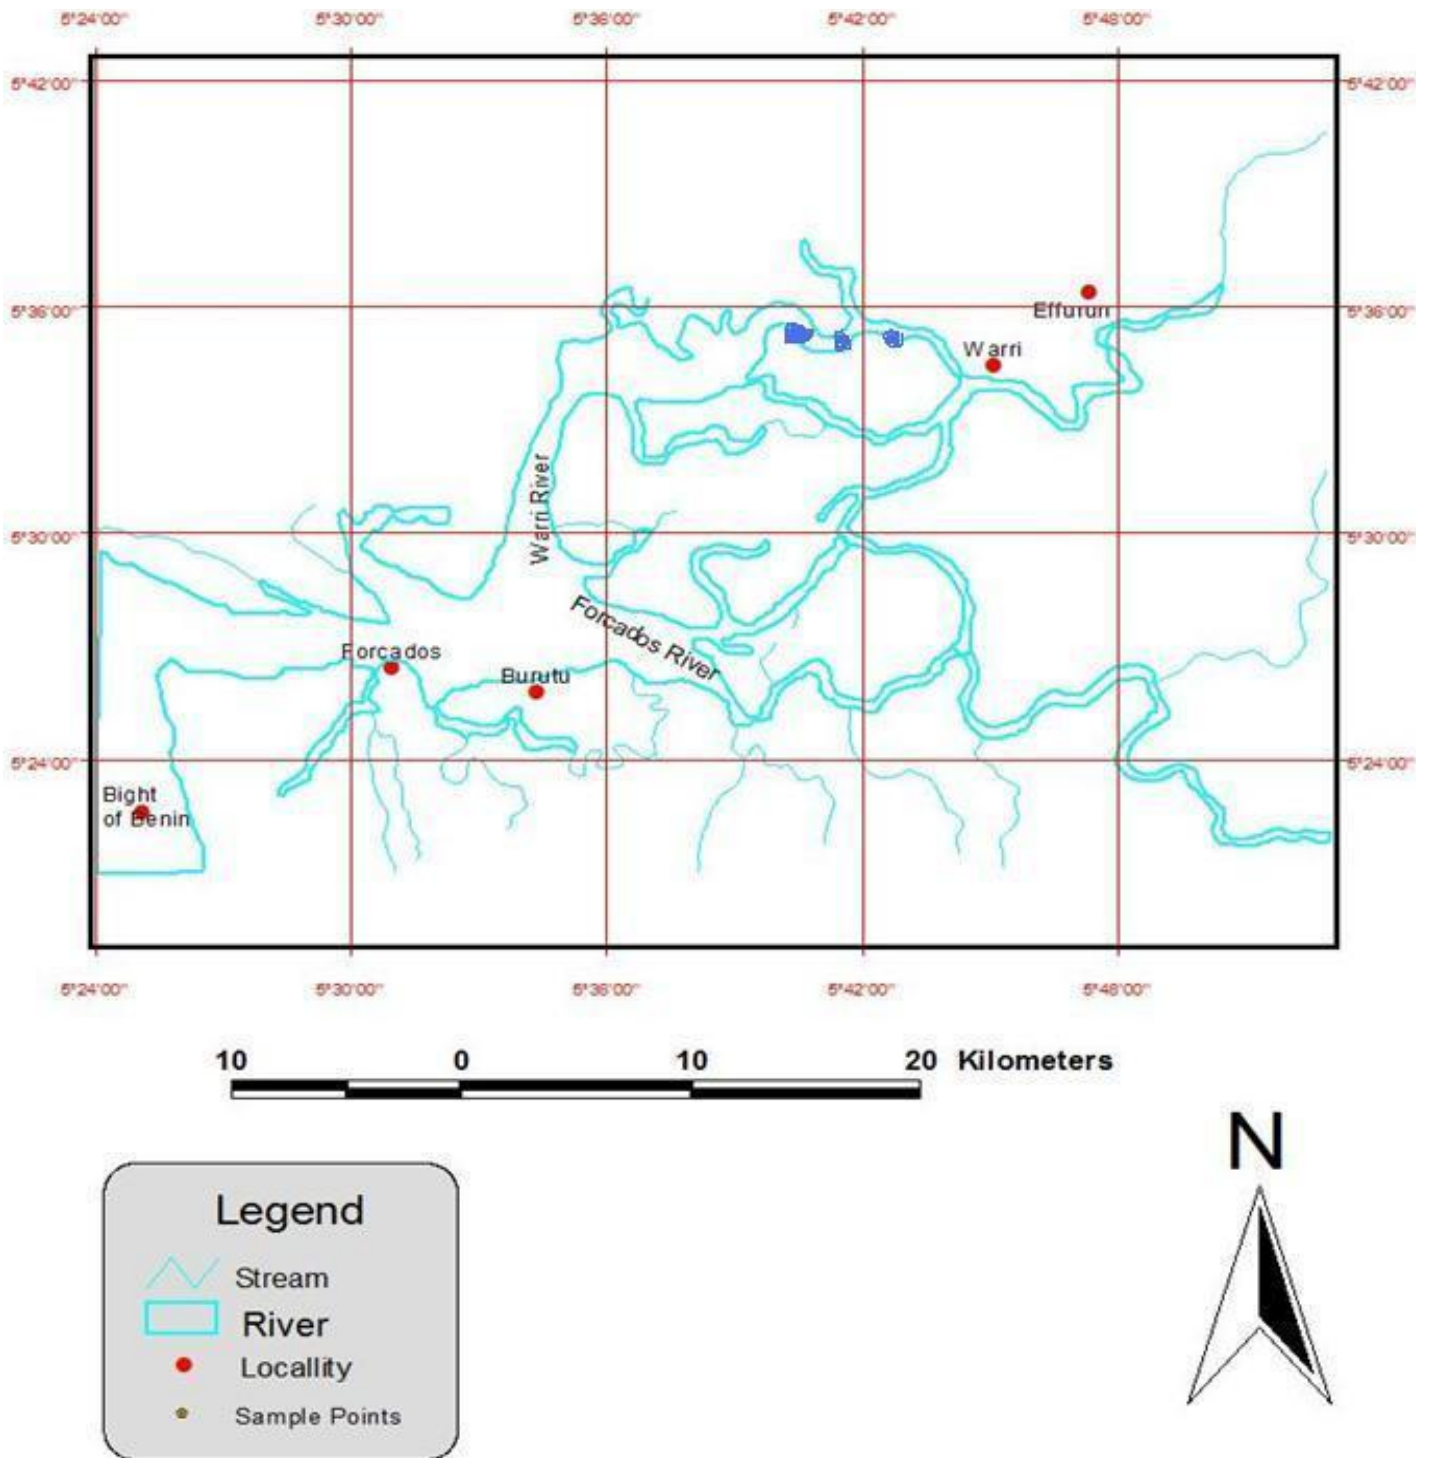 5°24'00" 5°30'00" 5°36'00" 5°42'00" 5°48'00"
5°42'00" 5°42'00"
5°36'00" 5°36'00"
Effurun
Warri
Warri River
5°30'00" 5°30'00"
Forcados River
Forcados
Burutu
5°24'00" 5°24'00"
Bight
of Benin
5°24'00" 5°30'00" 5°36'00" 5°42'00" 5°48'00"
10 0 10 20 Kilometers
N
Legend
Stream
River
Locallity
Sample Points